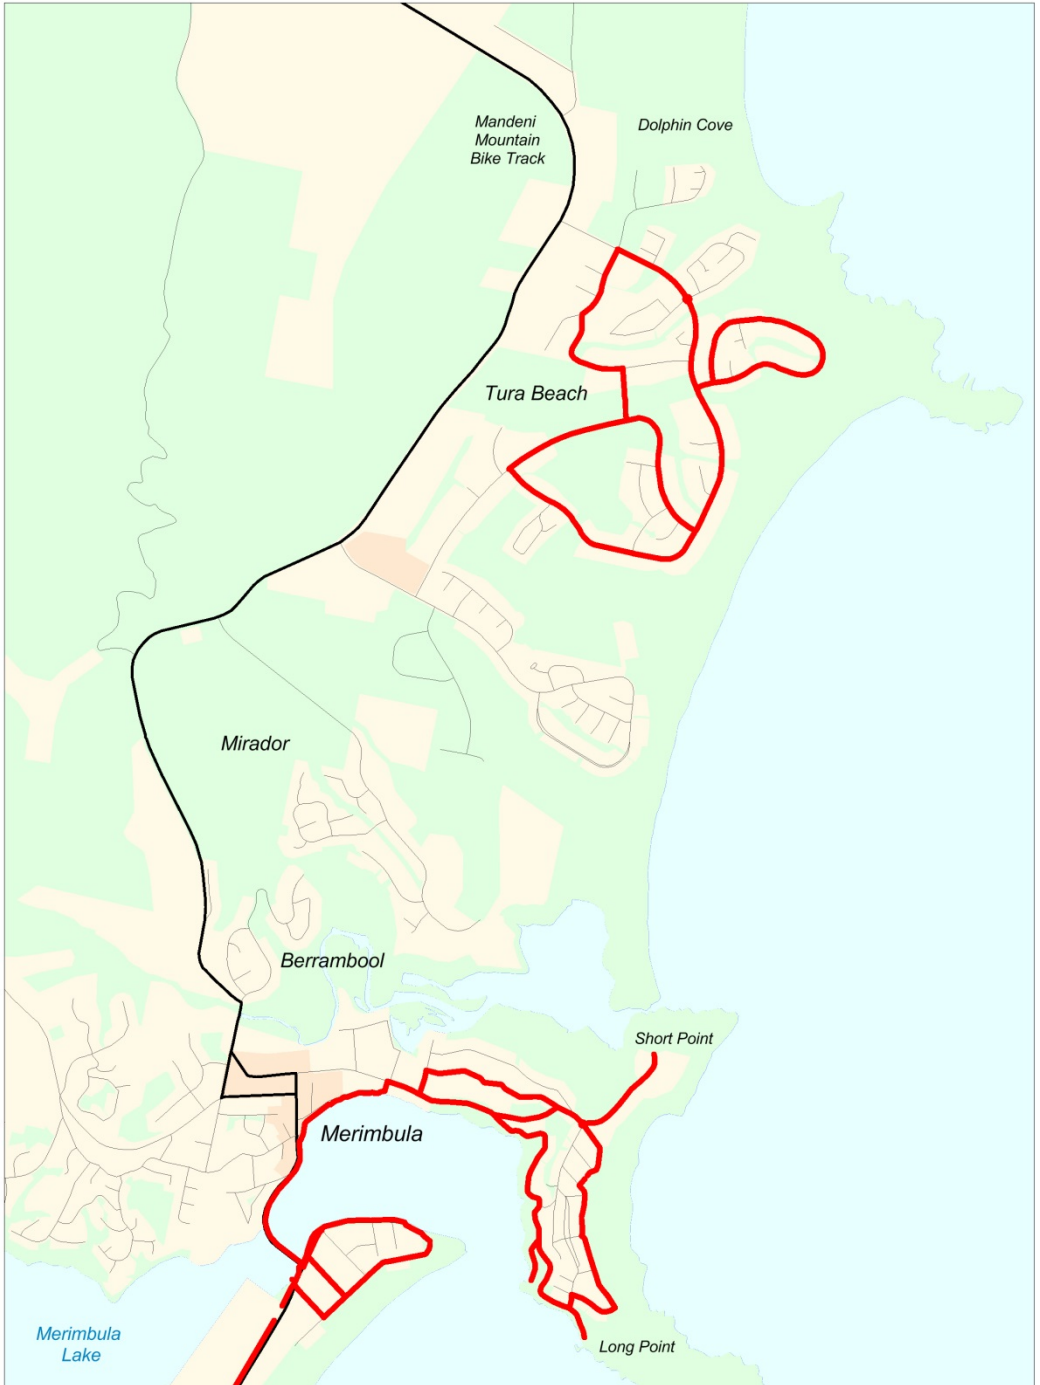 Mandeni
Mountain
Bike Track
Dolphin Cove
Tura Beach
Mirador
Berrambool
Short Point
Merimbula
Merimbula
Lake
Long Point